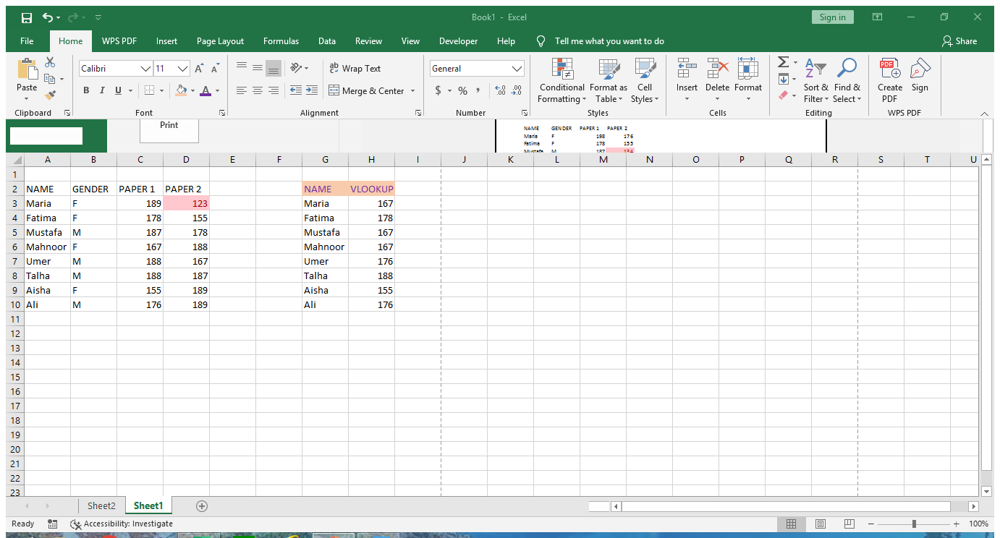 Book1 - Excel
Sign in
File Home WPS PDF Insert Page Layout Formulas Data Review View Developer Help Tell me what you want to do Share
Calibri 11 ab Wrap Text General
Paste B I U A Merge & Center $ % , Conditional Formatting Format as Table Cell Styles Insert Delete Format Sort & Filter Find & Select Create PDF Sign
Clipboard Font Alignment Number Styles Cells Editing WPS PDF
Print
NAME GENDER PAPER 1 PAPER 2
Maria F 198 176
Fatima F 178 155
Mustafa M 187 134
A B C D E F G H I J K L M N O P Q R S T U
1
2 NAME GENDER PAPER 1 PAPER 2 NAME VLOOKUP
3 Maria F 189 123 Maria 167
4 Fatima F 178 155 Fatima 178
5 Mustafa M 187 178 Mustafa 167
6 Mahnoor F 167 188 Mahnoor 167
7 Umer M 188 167 Umer 176
8 Talha M 188 187 Talha 188
9 Aisha F 155 189 Aisha 155
10 Ali M 176 189 Ali 176
11
12
13
14
15
16
17
18
19
20
21
22
23
Sheet2 Sheet1
Ready Accessibility: Investigate 100%